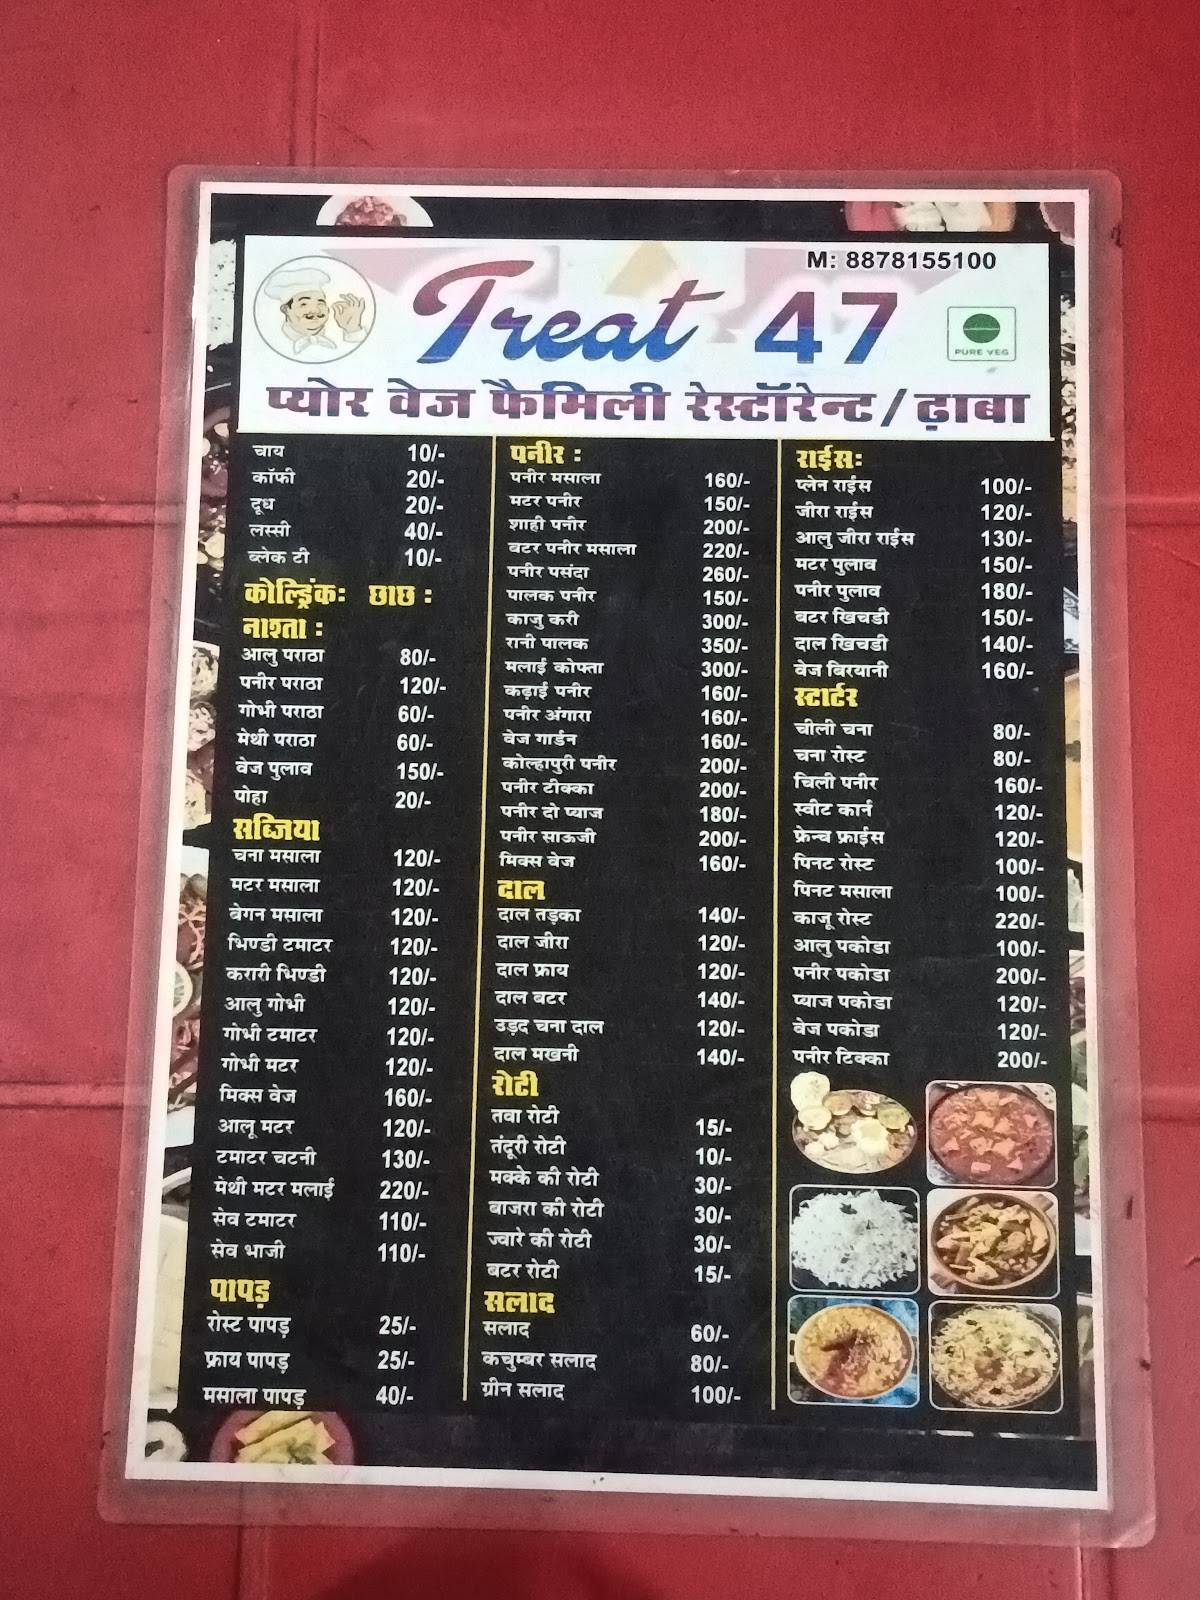 M: 8878155100
Treat 47
PURE VEG
प्योर वेज फैमिली रेस्टॉरेन्ट / ढ़ाबा
चाय 10/-
कॉफी 20/-
दूध 20/-
लस्सी 40/-
ब्लेक टी 10/-
कोल्ड्रिंकः छाछ :
नाश्ता :
आलु पराठा 80/-
पनीर पराठा 120/-
गोभी पराठा 60/-
मेथी पराठा 60/-
वेज पुलाव 150/-
पोहा 20/-
सब्जिया
चना मसाला 120/-
मटर मसाला 120/-
बेगन मसाला 120/-
भिण्डी टमाटर 120/-
करारी भिण्डी 120/-
आलु गोभी 120/-
गोभी टमाटर 120/-
गोभी मटर 120/-
मिक्स वेज 160/-
आलू मटर 120/-
टमाटर चटनी 130/-
मेथी मटर मलाई 220/-
सेव टमाटर 110/-
सेव भाजी 110/-
पापड़
रोस्ट पापड़ 25/-
फ्राय पापड़ 25/-
मसाला पापड़ 40/-
पनीर :
पनीर मसाला 160/-
मटर पनीर 150/-
शाही पनीर 200/-
बटर पनीर मसाला 220/-
पनीर पसंदा 260/-
पालक पनीर 150/-
काजु करी 300/-
रानी पालक 350/-
मलाई कोफ्ता 300/-
कढ़ाई पनीर 160/-
पनीर अंगारा 160/-
वेज गार्डन 160/-
कोल्हापुरी पनीर 200/-
पनीर टीक्का 200/-
पनीर दो प्याज 180/-
पनीर साऊजी 200/-
मिक्स वेज 160/-
दाल
दाल तड़का 140/-
दाल जीरा 120/-
दाल फ्राय 120/-
दाल बटर 140/-
उड़द चना दाल 120/-
दाल मखनी 140/-
रोटी
तवा रोटी 15/-
तंदूरी रोटी 10/-
मक्के की रोटी 30/-
बाजरा की रोटी 30/-
ज्वारे की रोटी 30/-
बटर रोटी 15/-
सलाद
सलाद 60/-
कचुम्बर सलाद 80/-
ग्रीन सलाद 100/-
राईसः
प्लेन राईस 100/-
जीरा राईस 120/-
आलु जीरा राईस 130/-
मटर पुलाव 150/-
पनीर पुलाव 180/-
बटर खिचडी 150/-
दाल खिचडी 140/-
वेज बिरयानी 160/-
स्टार्टर
चीली चना 80/-
चना रोस्ट 80/-
चिली पनीर 160/-
स्वीट कार्न 120/-
फ्रेन्च फ्राईस 120/-
पिनट रोस्ट 100/-
पिनट मसाला 100/-
काजू रोस्ट 220/-
आलु पकोडा 100/-
पनीर पकोडा 200/-
प्याज पकोडा 120/-
वेज पकोडा 120/-
पनीर टिक्का 200/-